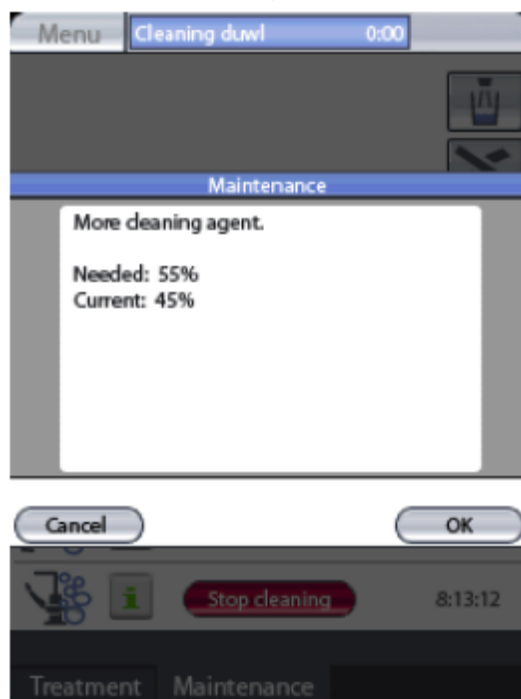 Menu
Cleaning duwl 0:00
Maintenance
More cleaning agent.
Needed: 55%
Current: 45%
Cancel
OK
i
Stop cleaning
8:13:12
Treatment
Maintenance